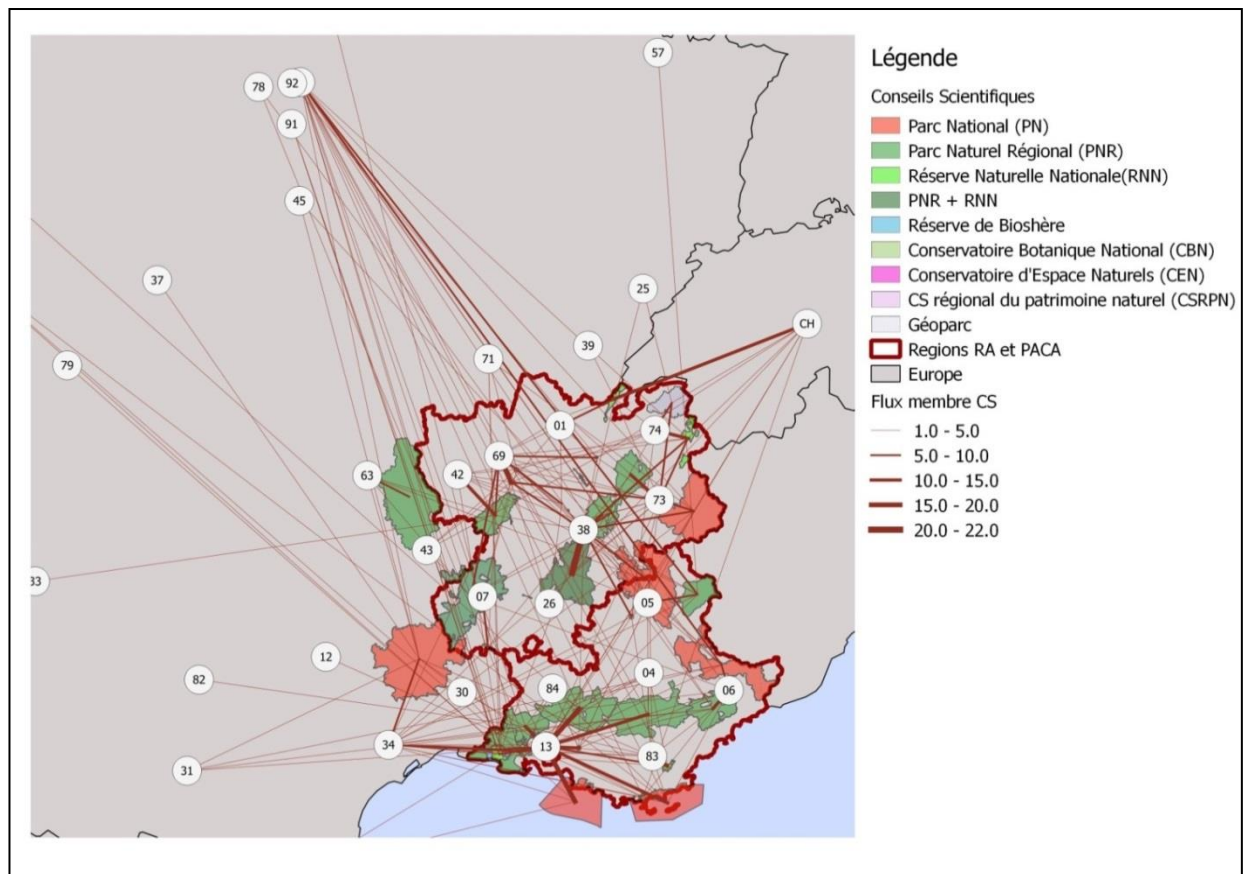 57
78
92
91
45
37
25
CH
39
71
79
01
74
69
63
42
73
38
43
33
07
26
05
12
82
30
84
04
06
34
13
83
31
Légende
Conseils Scientifiques
Parc National (PN)
Parc Naturel Régional (PNR)
Réserve Naturelle Nationale(RNN)
PNR + RNN
Réserve de Bioshère
Conservatoire Botanique National (CBN)
Conservatoire d'Espace Naturels (CEN)
CS régional du patrimoine naturel (CSRPN)
Géoparc
Regions RA et PACA
Europe
Flux membre CS
1.0 - 5.0
5.0 - 10.0
10.0 - 15.0
15.0 - 20.0
20.0 - 22.0